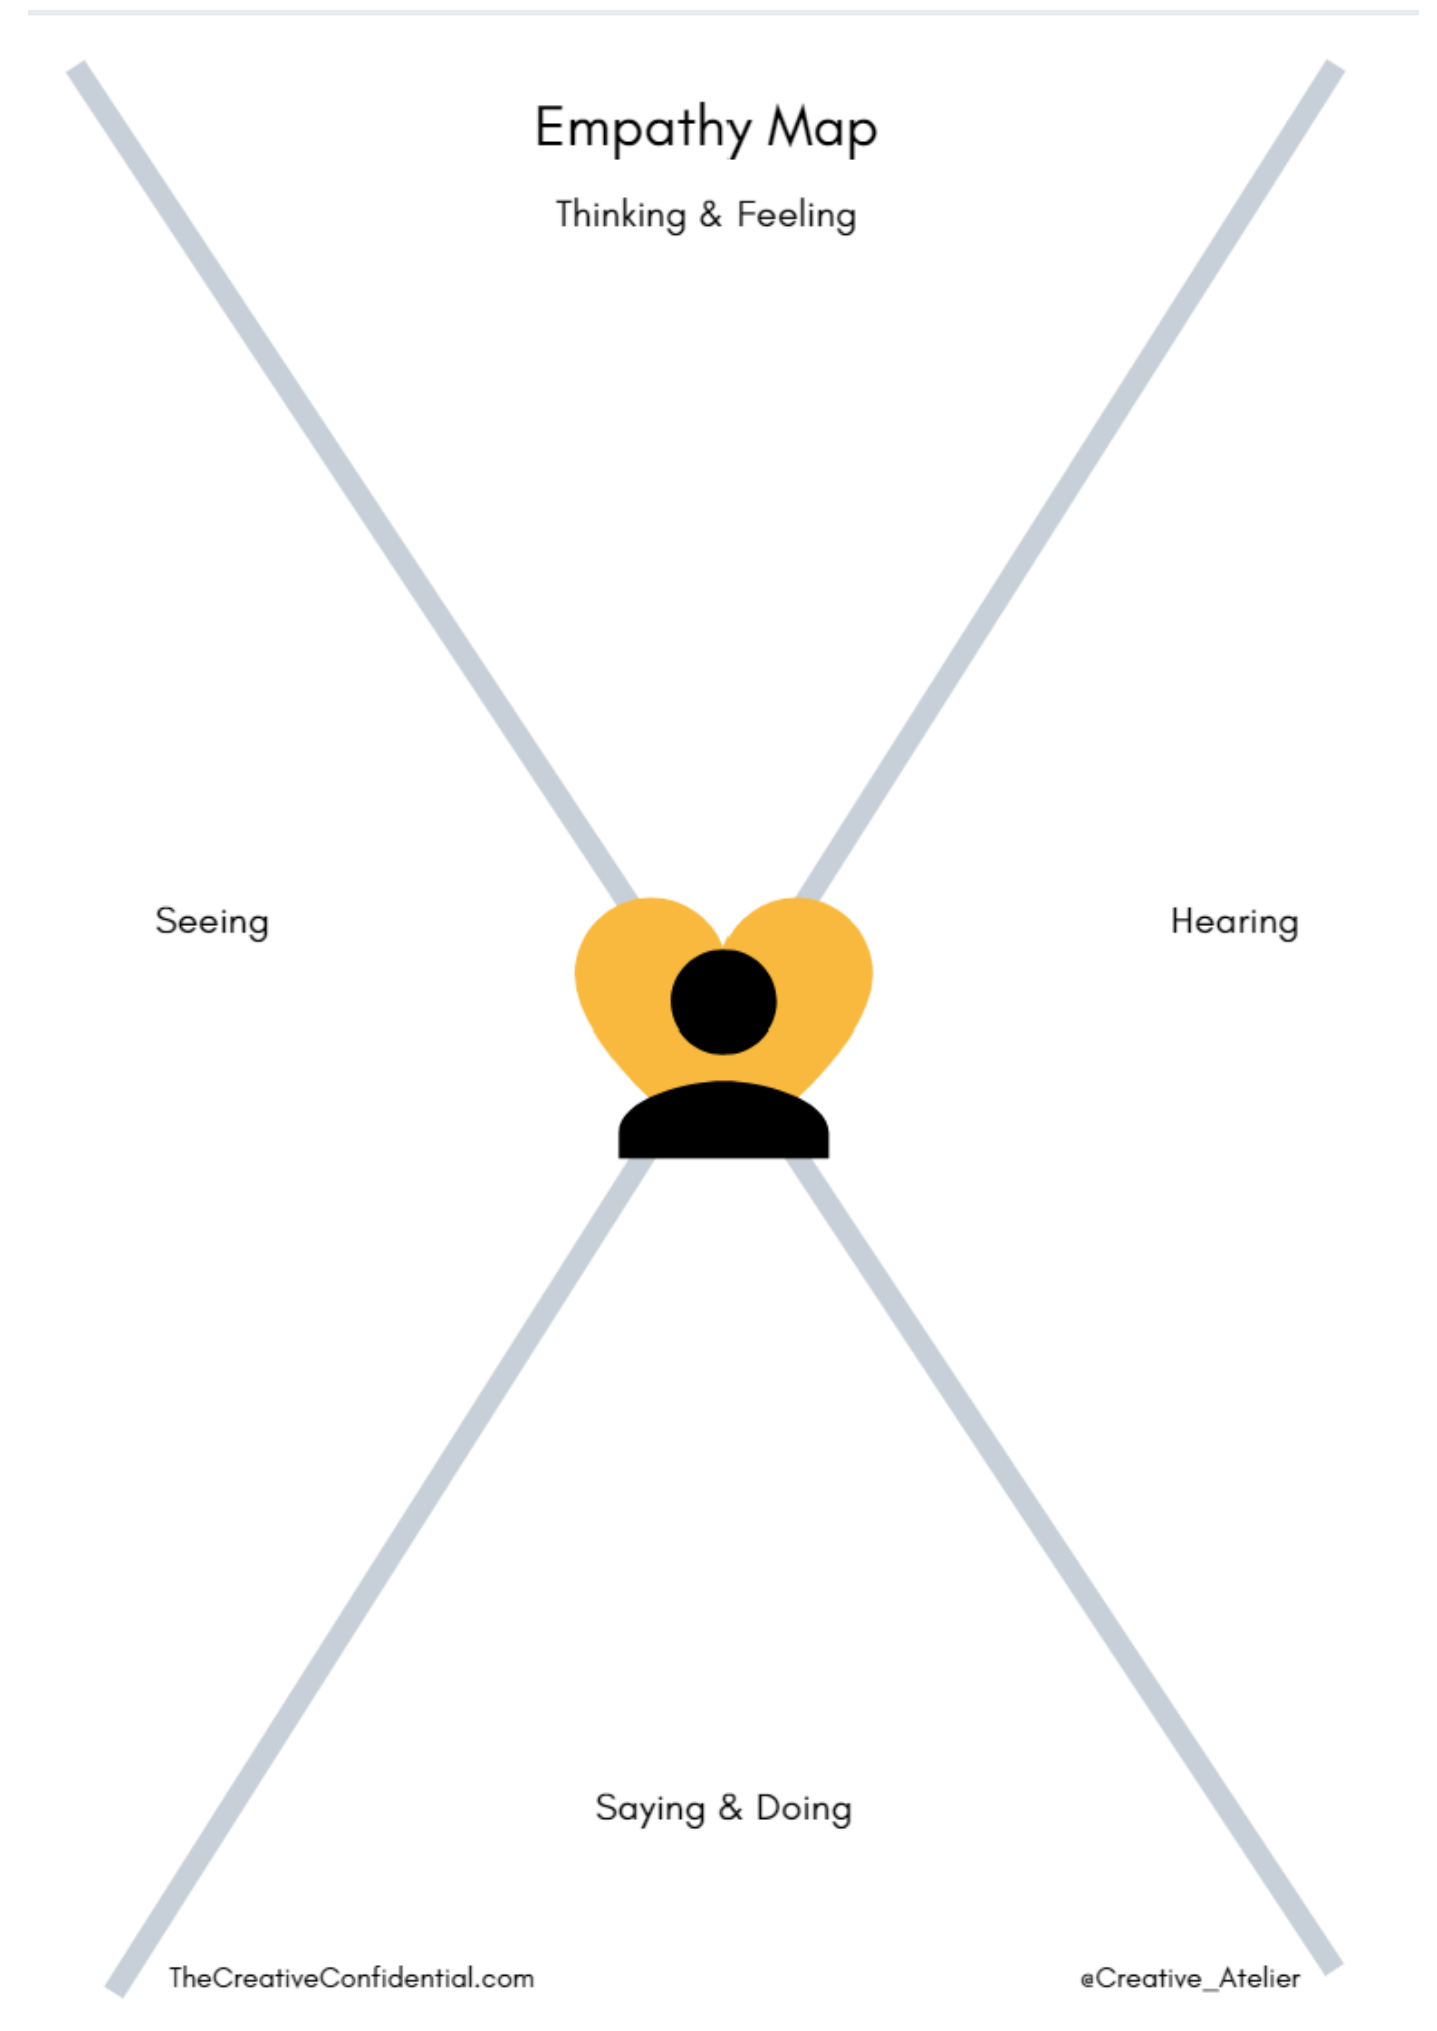 Empathy Map
Thinking & Feeling
Seeing
Hearing
Saying & Doing
TheCreativeConfidential.com
@Creative_Atelier